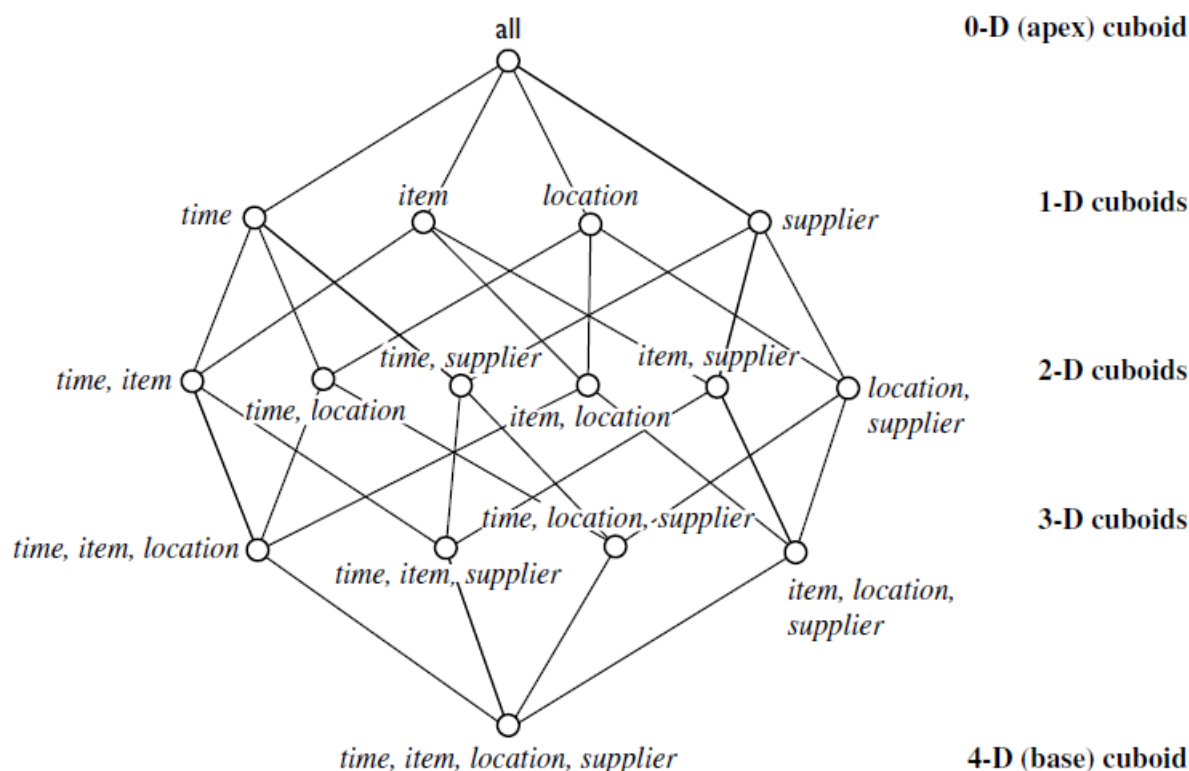 all
0-D (apex) cuboid
time
item
location
supplier
1-D cuboids
time, item
time, location
time, supplier
item, location
item, supplier
location,
supplier
2-D cuboids
time, item, location
time, item, supplier
time, location, supplier
item, location,
supplier
3-D cuboids
time, item, location, supplier
4-D (base) cuboid